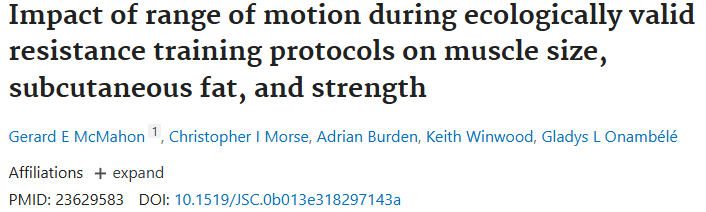 Impact of range of motion during ecologically valid
resistance training protocols on muscle size,
subcutaneous fat, and strength
Gerard E McMahon 1, Christopher I Morse, Adrian Burden, Keith Winwood, Gladys L Onambélé
Affiliations + expand
PMID: 23629583 DOI: 10.1519/JSC.0b013e318297143a